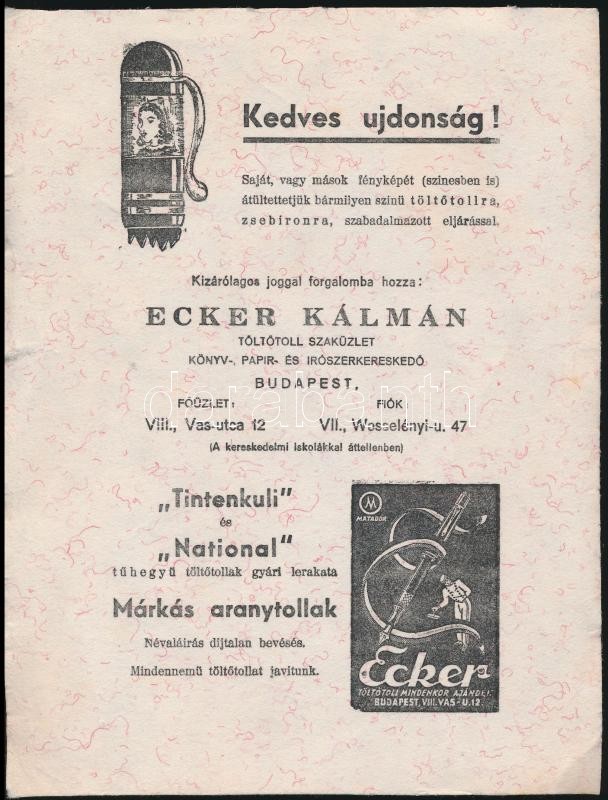 Kedves ujdonság!
Saját, vagy mások fényképét (szinesben is)
átültettetjük bármilyen szinü töltőtollra,
zsebironra, szabadalmazott eljárással.
Kizárólagos joggal forgalomba hozza:
ECKER KÁLMÁN
TÖLTŐTOLL SZAKÜZLET
KÖNYV-, PAPIR- ÉS IRÓSZERKERESKEDŐ
BUDAPEST,
FŐÜZLET: FIÓK:
VIII., Vas-utca 12 VII., Wesselényi-u. 47
(A kereskedelmi iskolákkal áttellenben)
darabanth
„Tintenkuli"
és
„National"
tűhegyü töltőtollak gyári lerakata
Márkás aranytollak
Névaláirás dijtalan bevésés.
Mindennemü töltőtollat javitunk.
M
MATADOR
Ecker
TÖLTŐTOLL MINDENKOR AJÁNDÉK
BUDAPEST, VIII. VAS-U.12.